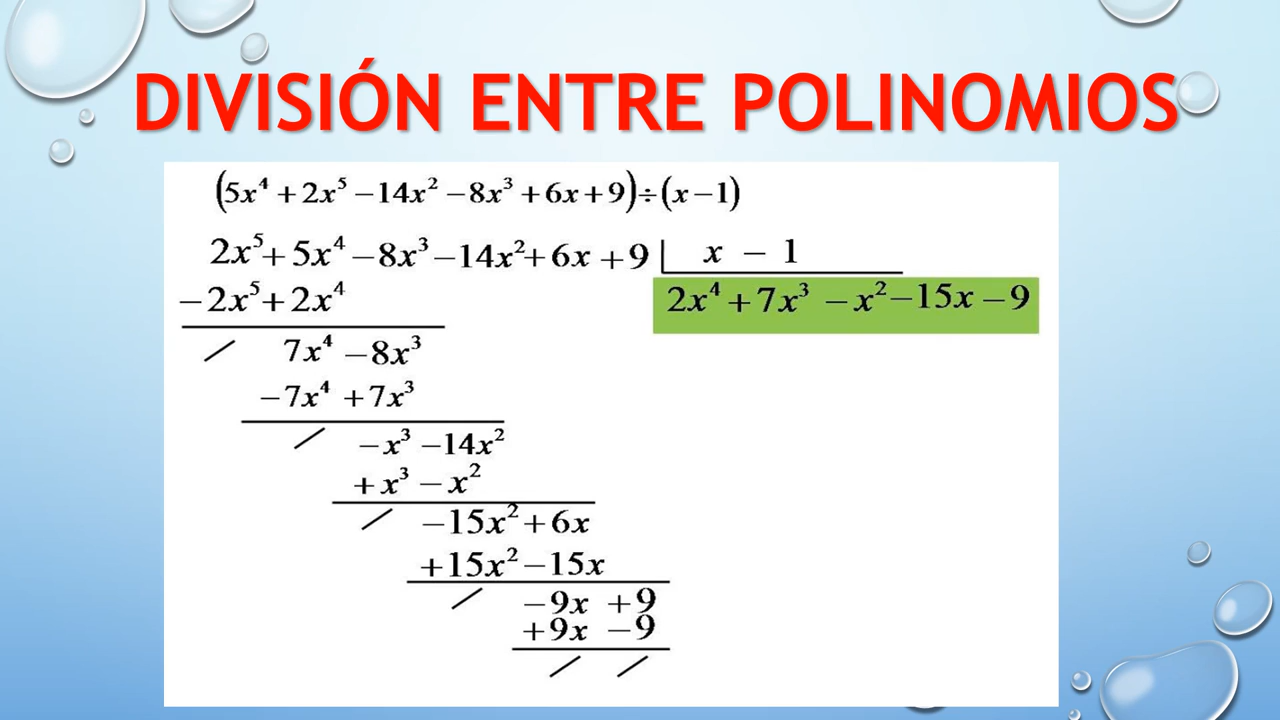 DIVISIÓN ENTRE POLINOMIOS
(5x⁴ + 2x⁵ − 14x² − 8x³ + 6x + 9) ÷ (x − 1)
2x⁵ + 5x⁴ − 8x³ − 14x² + 6x + 9 | x − 1
−2x⁵ + 2x⁴ 2x⁴ + 7x³ − x² − 15x − 9
/ 7x⁴ − 8x³
−7x⁴ + 7x³
/ −x³ − 14x²
+x³ − x²
/ −15x² + 6x
+15x² − 15x
/ −9x + 9
+9x − 9
/ /